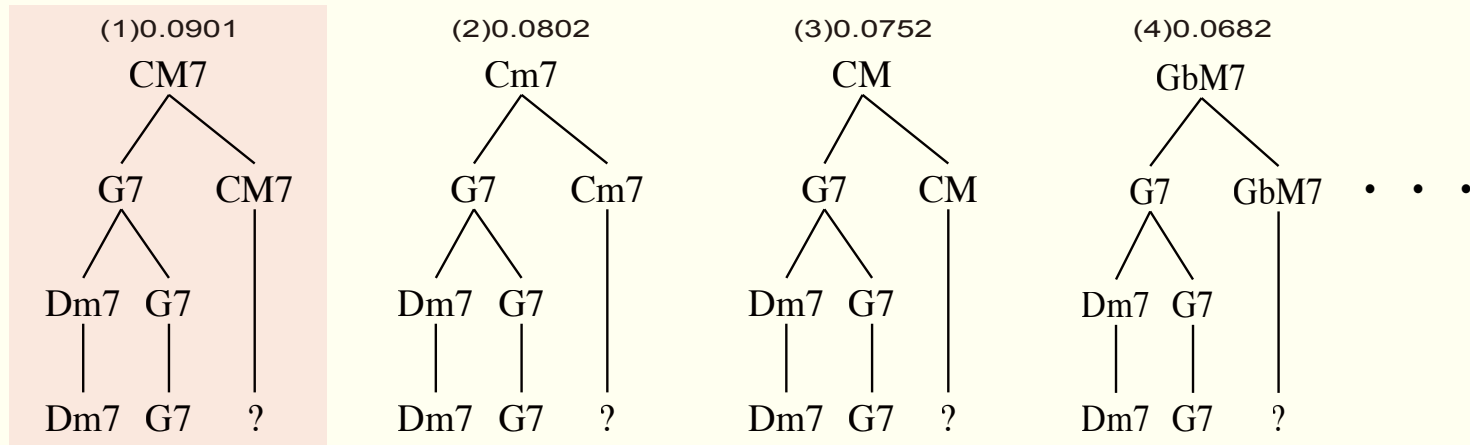 (1)0.0901 (2)0.0802 (3)0.0752 (4)0.0682
CM7 Cm7 CM GbM7
G7 CM7 G7 Cm7 G7 CM G7 GbM7 • • •
Dm7 G7 Dm7 G7 Dm7 G7 Dm7 G7
Dm7 G7 ? Dm7 G7 ? Dm7 G7 ? Dm7 G7 ?